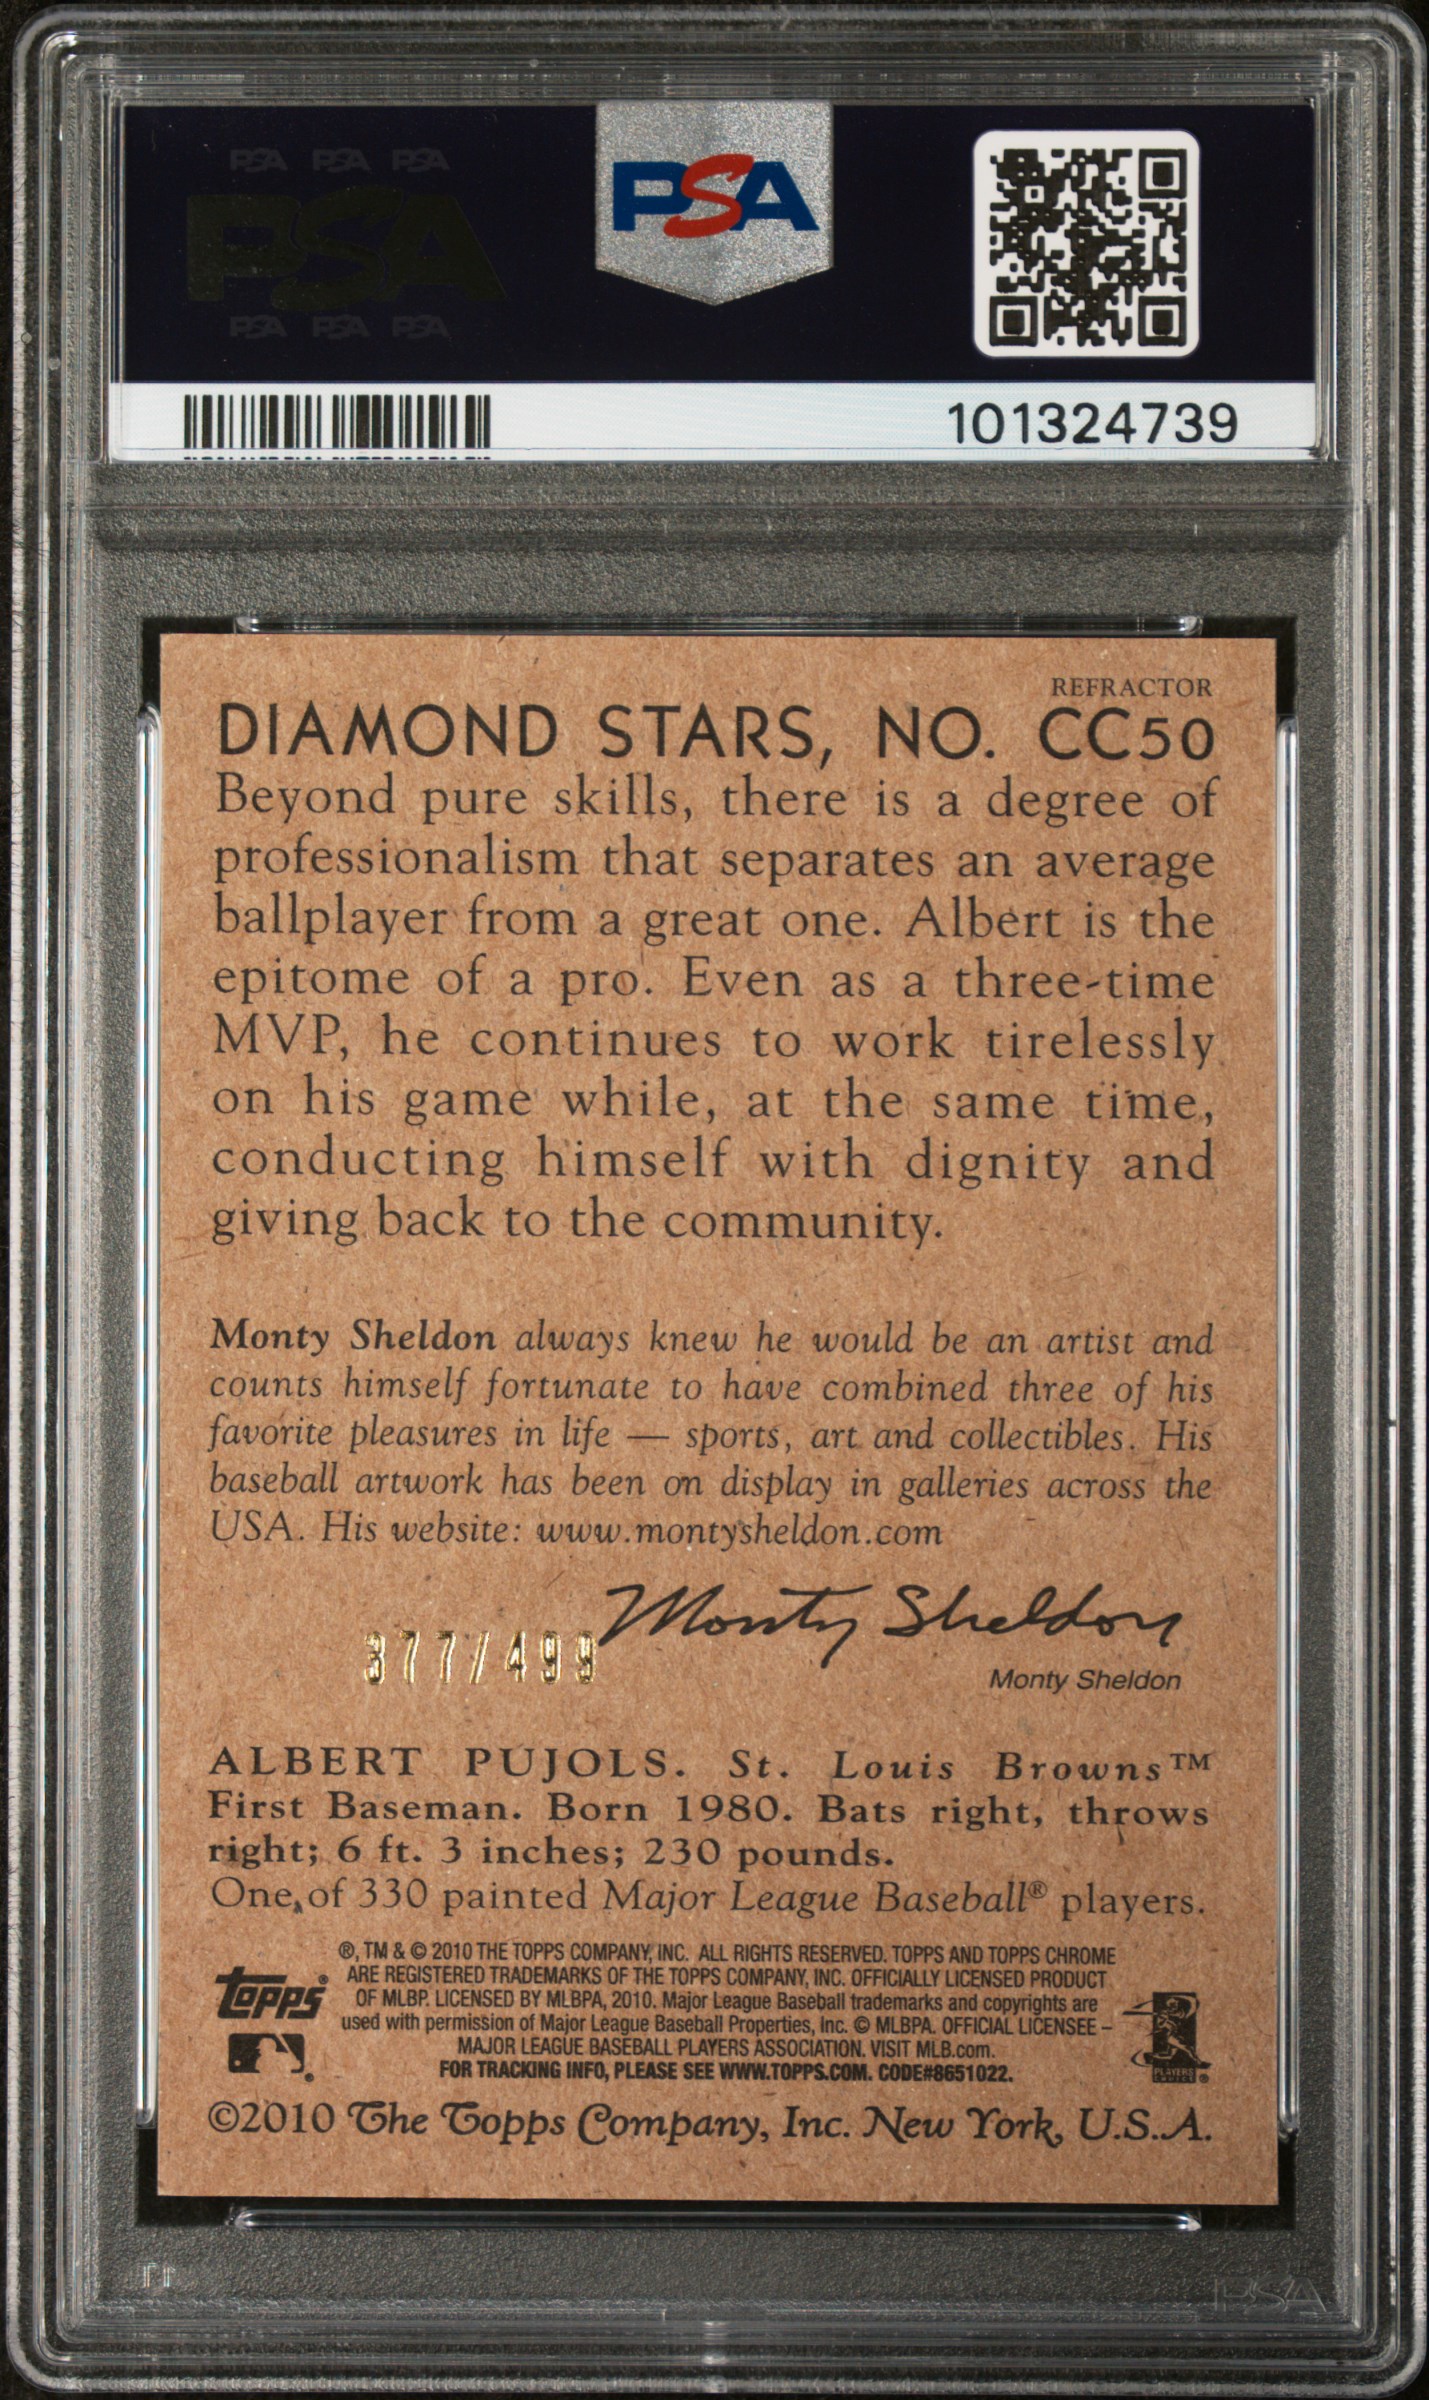 PSA PSA PSA
PSA
PSA PSA PSA
PSA
101324739
REFRACTOR
DIAMOND STARS, NO. CC50
Beyond pure skills, there is a degree of
professionalism that separates an average
ballplayer from a great one. Albert is the
epitome of a pro. Even as a three-time
MVP, he continues to work tirelessly
on his game while, at the same time,
conducting himself with dignity and
giving back to the community.
Monty Sheldon always knew he would be an artist and
counts himself fortunate to have combined three of his
favorite pleasures in life — sports, art and collectibles. His
baseball artwork has been on display in galleries across the
USA. His website: www.montysheldon.com
Monty Sheldon
377/499
Monty Sheldon
ALBERT PUJOLS. St. Louis Browns™
First Baseman. Born 1980. Bats right, throws
right; 6 ft. 3 inches; 230 pounds.
One of 330 painted Major League Baseball® players.
®, TM & © 2010 THE TOPPS COMPANY, INC. ALL RIGHTS RESERVED. TOPPS AND TOPPS CHROME
ARE REGISTERED TRADEMARKS OF THE TOPPS COMPANY, INC. OFFICIALLY LICENSED PRODUCT
OF MLBP. LICENSED BY MLBPA, 2010. Major League Baseball trademarks and copyrights are
used with permission of Major League Baseball Properties, Inc. © MLBPA. OFFICIAL LICENSEE –
MAJOR LEAGUE BASEBALL PLAYERS ASSOCIATION. VISIT MLB.com.
FOR TRACKING INFO, PLEASE SEE WWW.TOPPS.COM. CODE#8651022.
Topps®
PLAYERS
©2010 The Topps Company, Inc. New York, U.S.A.
PSA